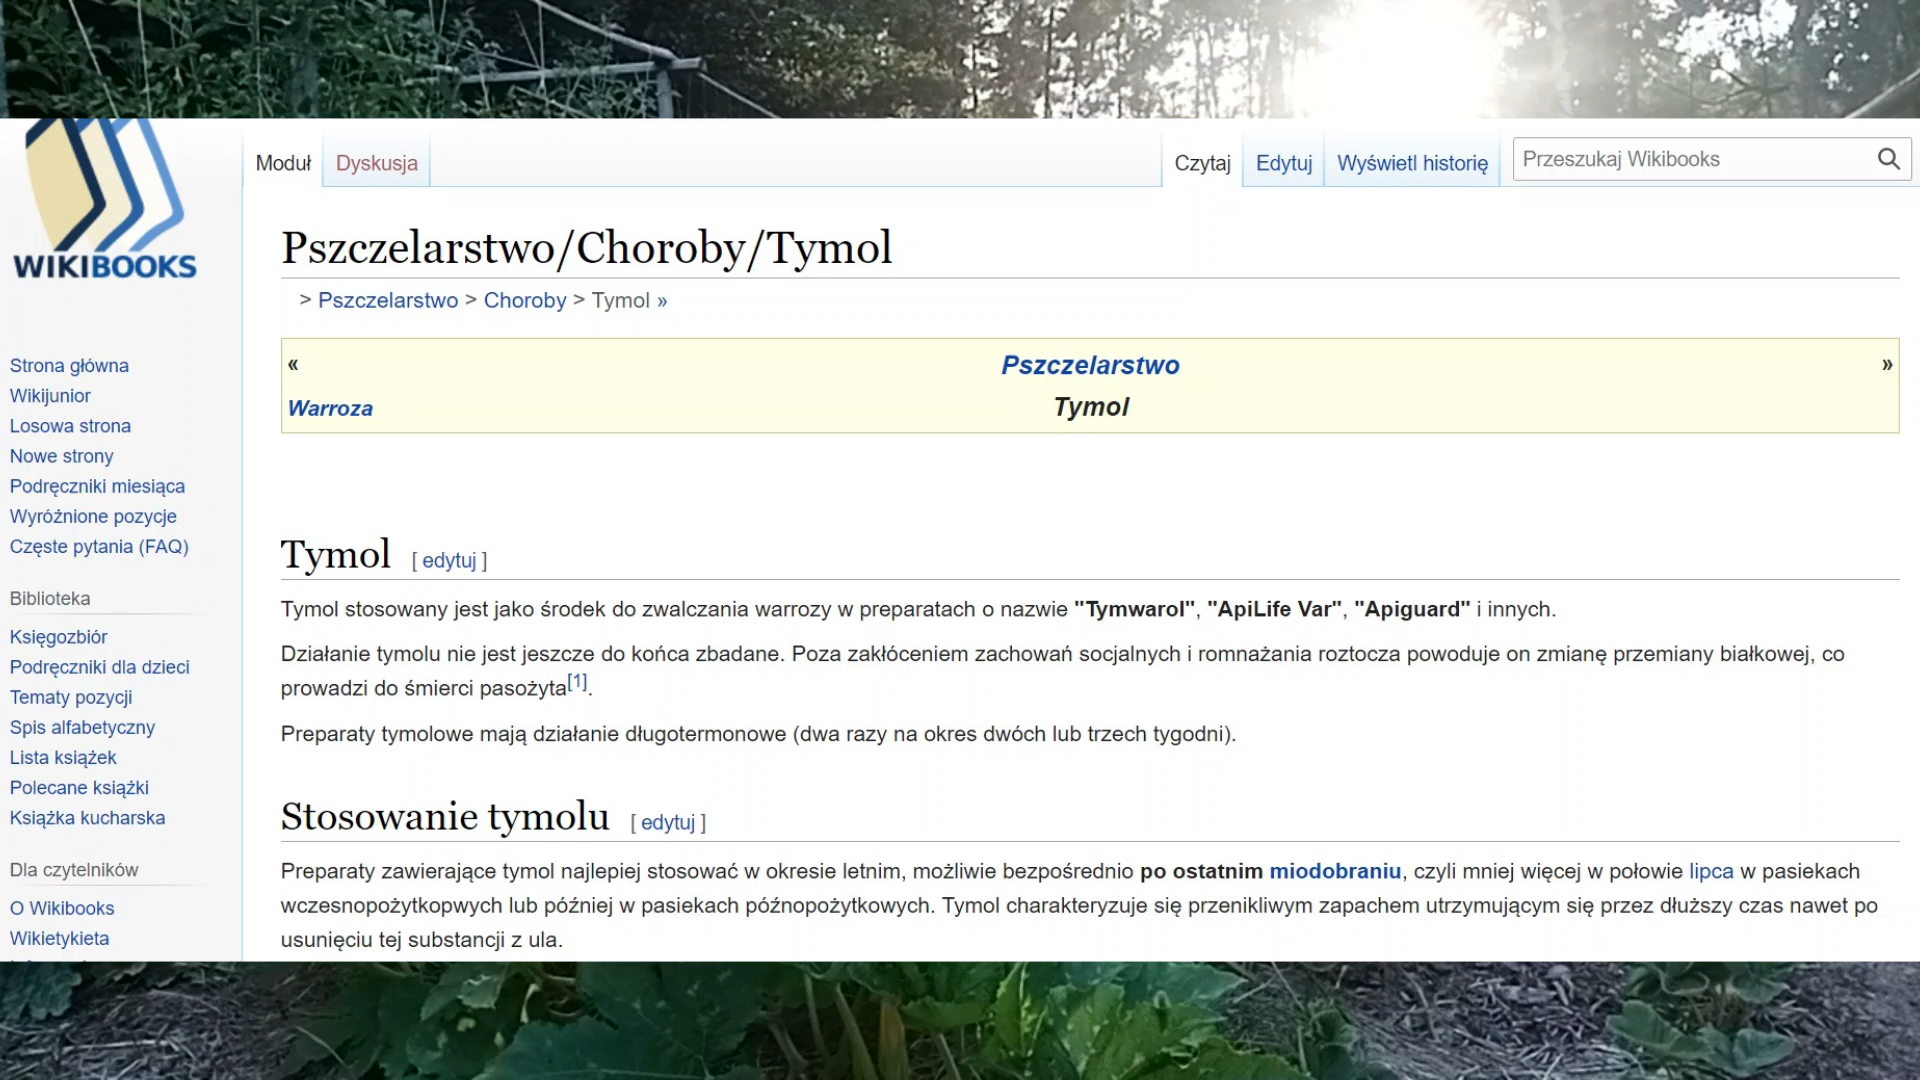 WIKIBOOKS
Moduł
Dyskusja
Czytaj
Edytuj
Wyświetl historię
Przeszukaj Wikibooks
Pszczelarstwo/Choroby/Tymol
> Pszczelarstwo > Choroby > Tymol »
« Pszczelarstwo »
Warroza Tymol
Strona główna
Wikijunior
Losowa strona
Nowe strony
Podręczniki miesiąca
Wyróżnione pozycje
Częste pytania (FAQ)
Biblioteka
Księgozbiór
Podręczniki dla dzieci
Tematy pozycji
Spis alfabetyczny
Lista książek
Polecane książki
Książka kucharska
Dla czytelników
O Wikibooks
Wikietykieta
Tymol [ edytuj ]
Tymol stosowany jest jako środek do zwalczania warrozy w preparatach o nazwie "Tymwarol", "ApiLife Var", "Apiguard" i innych.
Działanie tymolu nie jest jeszcze do końca zbadane. Poza zakłóceniem zachowań socjalnych i romnażania roztocza powoduje on zmianę przemiany białkowej, co
prowadzi do śmierci pasożyta[1].
Preparaty tymolowe mają działanie długotermonowe (dwa razy na okres dwóch lub trzech tygodni).
Stosowanie tymolu [ edytuj ]
Preparaty zawierające tymol najlepiej stosować w okresie letnim, możliwie bezpośrednio po ostatnim miodobraniu, czyli mniej więcej w połowie lipca w pasiekach
wczesnopożytkopwych lub później w pasiekach późnopożytkowych. Tymol charakteryzuje się przenikliwym zapachem utrzymującym się przez dłuższy czas nawet po
usunięciu tej substancji z ula.